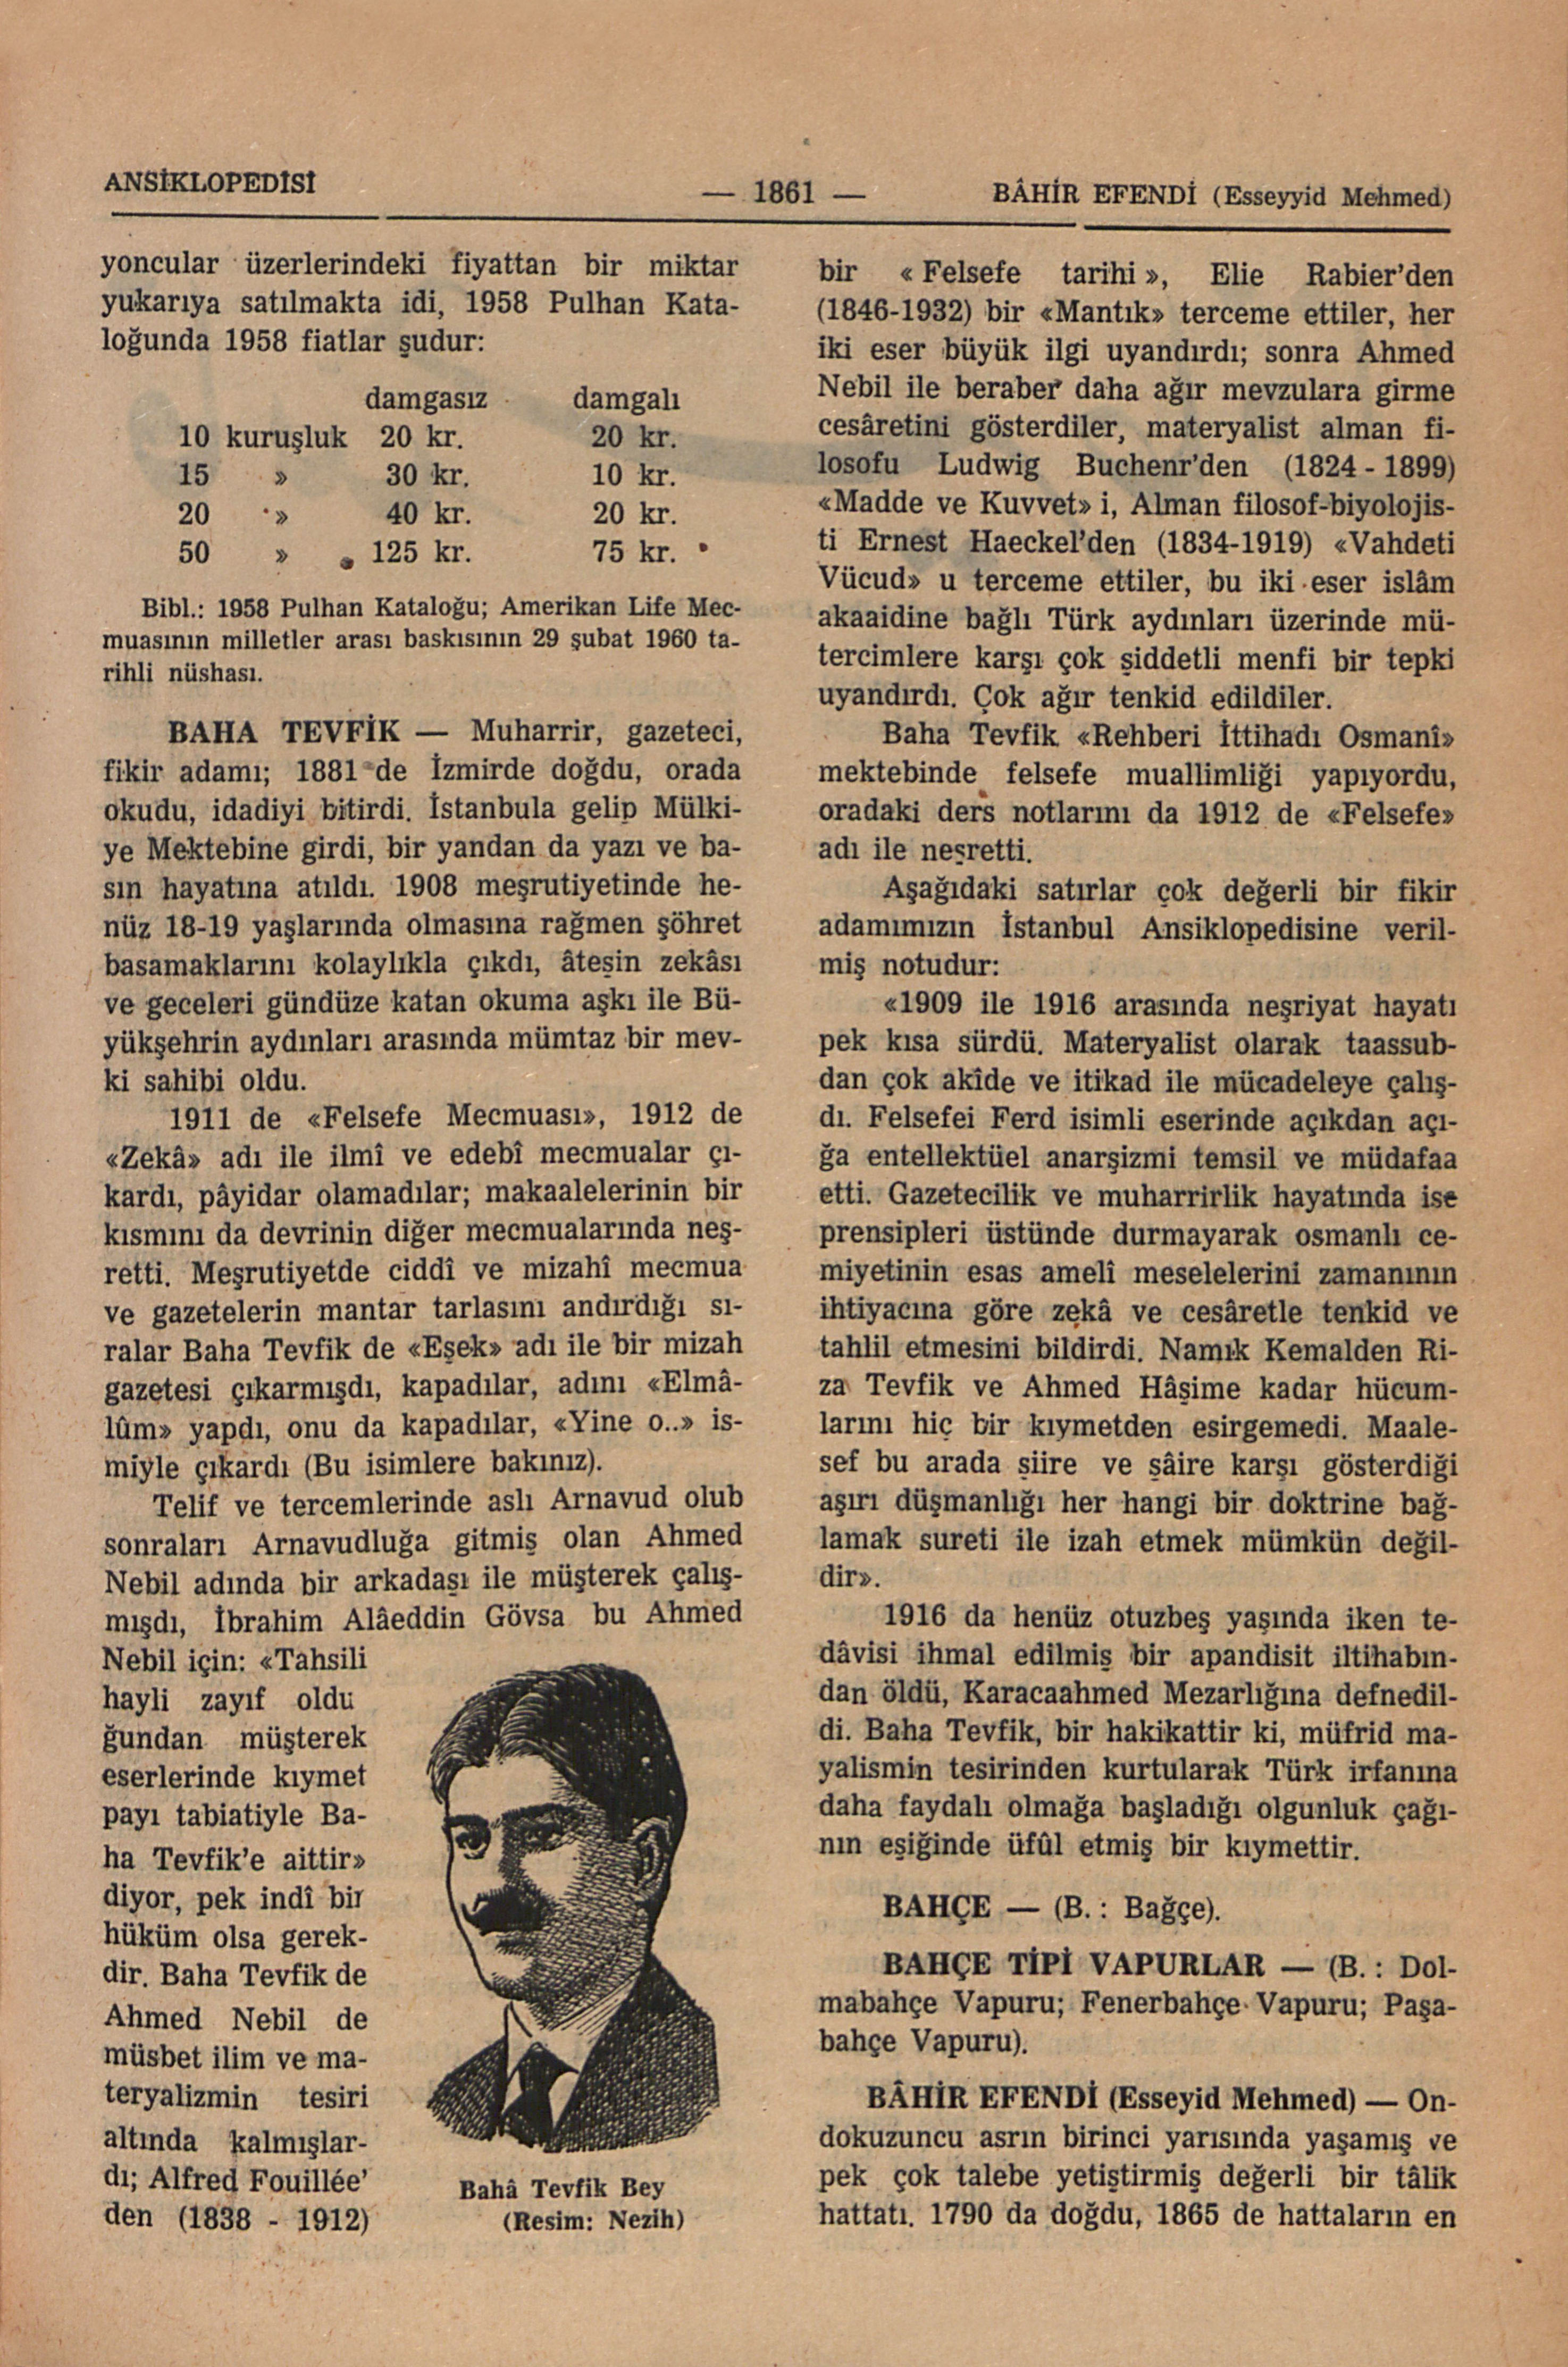 ANSİKLOPEDİSİ
— 1861 —
BÂHİR EFENDİ (Esseyyid Mehmed)
yoncular üzerlerindeki fiyattan bir miktar
yukarıya satılmakta idi, 1958 Pulhan Kata-
loğunda 1958 fiatlar şudur:
damgasız damgalı
10 kuruşluk 20 kr. 20 kr.
15 » 30 kr. 10 kr.
20 » 40 kr. 20 kr.
50 » 125 kr. 75 kr.
Bibl.: 1958 Pulhan Kataloğu; Amerikan Life Mec-
muasının milletler arası baskısının 29 şubat 1960 ta-
rihli nüshası.
BAHA TEVFİK — Muharrir, gazeteci,
fikir adamı; 1881 de İzmirde doğdu, orada
okudu, idadiyi bitirdi. İstanbula gelip Mülki-
ye Mektebine girdi, bir yandan da yazı ve ba-
sın hayatına atıldı. 1908 meşrutiyetinde he-
nüz 18-19 yaşlarında olmasına rağmen şöhret
basamaklarını kolaylıkla çıkdı, âteşin zekâsı
ve geceleri gündüze katan okuma aşkı ile Bü-
yükşehrin aydınları arasında mümtaz bir mev-
ki sahibi oldu.
1911 de «Felsefe Mecmuası», 1912 de
«Zekâ» adı ile ilmî ve edebî mecmualar çı-
kardı, pâyidar olamadılar; makaalelerinin bir
kısmını da devrinin diğer mecmualarında neş-
retti. Meşrutiyetde ciddî ve mizahî mecmua
ve gazetelerin mantar tarlasını andırdığı sı-
ralar Baha Tevfik de «Eşek» adı ile bir mizah
gazetesi çıkarmışdı, kapadılar, adını «Elmâ-
lûm» yapdı, onu da kapadılar, «Yine o..» is-
miyle çıkardı (Bu isimlere bakınız).
Telif ve tercemlerinde aslı Arnavud olub
sonraları Arnavudluğa gitmiş olan Ahmed
Nebil adında bir arkadaşı ile müşterek çalış-
mışdı, İbrahim Alâeddin Gövsa bu Ahmed
Nebil için: «Tahsili
hayli zayıf oldu
ğundan müşterek
eserlerinde kıymet
payı tabiatiyle Ba-
ha Tevfik'e aittir»
diyor, pek indî bir
hüküm olsa gerek-
dir. Baha Tevfik de
Ahmed Nebil de
müsbet ilim ve ma-
teryalizmin tesiri
altında kalmışlar-
dı; Alfred Fouillée'
den (1838 - 1912)
Bahâ Tevfik Bey
(Resim: Nezih)
bir «Felsefe tarihi», Elie Rabier'den
(1846-1932) bir «Mantık» terceme ettiler, her
iki eser büyük ilgi uyandırdı; sonra Ahmed
Nebil ile beraber daha ağır mevzulara girme
cesâretini gösterdiler, materyalist alman fi-
losofu Ludwig Buchenr'den (1824 - 1899)
«Madde ve Kuvvet» i, Alman filosof-biyolojis-
ti Ernest Haeckel'den (1834-1919) «Vahdeti
Vücud» u terceme ettiler, bu iki eser islâm
akaaidine bağlı Türk aydınları üzerinde mü-
tercimlere karşı çok şiddetli menfi bir tepki
uyandırdı. Çok ağır tenkid edildiler.
Baha Tevfik «Rehberi İttihadı Osmanî»
mektebinde felsefe muallimliği yapıyordu,
oradaki ders notlarını da 1912 de «Felsefe»
adı ile neşretti.
Aşağıdaki satırlar çok değerli bir fikir
adamımızın İstanbul Ansiklopedisine veril-
miş notudur:
«1909 ile 1916 arasında neşriyat hayatı
pek kısa sürdü. Materyalist olarak taassub-
dan çok akîde ve itikad ile mücadeleye çalış-
dı. Felsefei Ferd isimli eserinde açıkdan açı-
ğa entellektüel anarşizmi temsil ve müdafaa
etti. Gazetecilik ve muharrirlik hayatında ise
prensipleri üstünde durmayarak osmanlı ce-
miyetinin esas amelî meselelerini zamanının
ihtiyacına göre zekâ ve cesâretle tenkid ve
tahlil etmesini bildirdi. Namık Kemalden Ri-
za Tevfik ve Ahmed Hâşime kadar hücum-
larını hiç bir kıymetden esirgemedi. Maale-
sef bu arada şiire ve şâire karşı gösterdiği
aşırı düşmanlığı her hangi bir doktrine bağ-
lamak sureti ile izah etmek mümkün değil-
dir».
1916 da henüz otuzbeş yaşında iken te-
dâvisi ihmal edilmiş bir apandisit iltihabın-
dan öldü, Karacaahmed Mezarlığına defnedil-
di. Baha Tevfik, bir hakikattir ki, müfrid ma-
yalismin tesirinden kurtularak Türk irfanına
daha faydalı olmağa başladığı olgunluk çağı-
nın eşiğinde üfûl etmiş bir kıymettir.
BAHÇE — (B. : Bağçe).
BAHÇE TİPİ VAPURLAR — (B. : Dol-
mabahçe Vapuru; Fenerbahçe Vapuru; Paşa-
bahçe Vapuru).
BÂHİR EFENDİ (Esseyid Mehmed) — On-
dokuzuncu asrın birinci yarısında yaşamış ve
pek çok talebe yetiştirmiş değerli bir tâlik
hattatı. 1790 da doğdu, 1865 de hattaların en